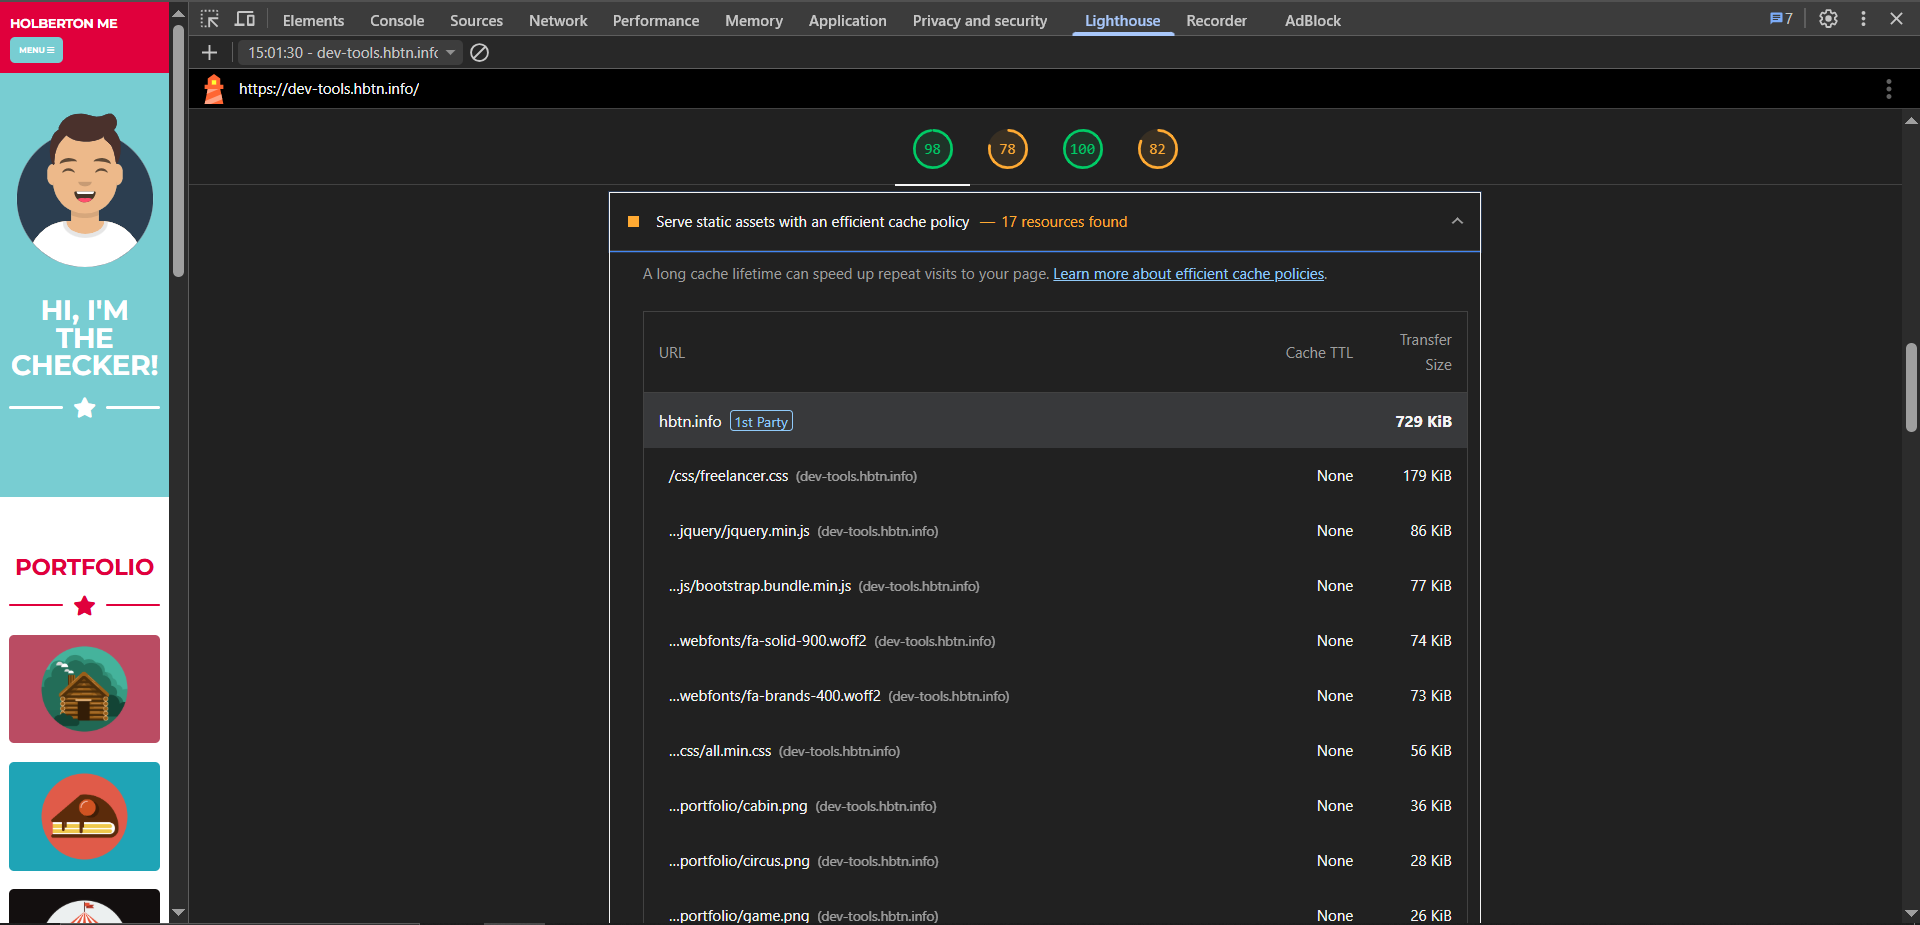 HOLBERTON ME
MENU
HI, I'M
THE
CHECKER!
PORTFOLIO
Elements Console Sources Network Performance Memory Application Privacy and security Lighthouse Recorder AdBlock 7
15:01:30 - dev-tools.hbtn.info
https://dev-tools.hbtn.info/
98 78 100 82
Serve static assets with an efficient cache policy — 17 resources found
A long cache lifetime can speed up repeat visits to your page. Learn more about efficient cache policies.
URL Cache TTL Transfer Size
hbtn.info 1st Party 729 KiB
/css/freelancer.css (dev-tools.hbtn.info) None 179 KiB
…jquery/jquery.min.js (dev-tools.hbtn.info) None 86 KiB
…js/bootstrap.bundle.min.js (dev-tools.hbtn.info) None 77 KiB
…webfonts/fa-solid-900.woff2 (dev-tools.hbtn.info) None 74 KiB
…webfonts/fa-brands-400.woff2 (dev-tools.hbtn.info) None 73 KiB
…css/all.min.css (dev-tools.hbtn.info) None 56 KiB
…portfolio/cabin.png (dev-tools.hbtn.info) None 36 KiB
…portfolio/circus.png (dev-tools.hbtn.info) None 28 KiB
…portfolio/game.png (dev-tools.hbtn.info) None 26 KiB